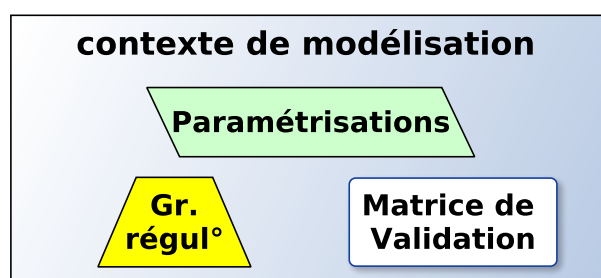 contexte de modélisation
Paramétrisations
Gr.
régul°
Matrice de
Validation